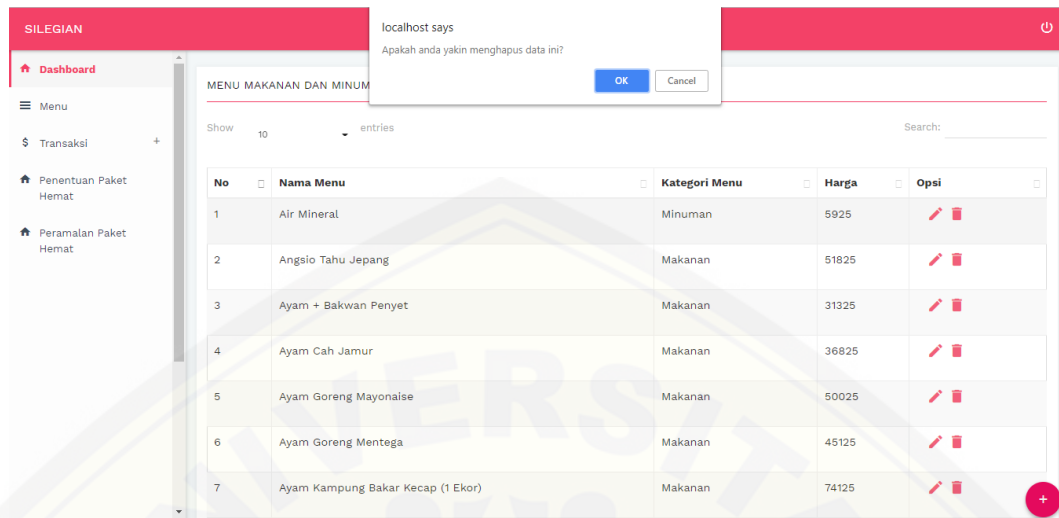 SILEGIAN
localhost says
Apakah anda yakin menghapus data ini?
OK Cancel
Dashboard
Menu
$ Transaksi +
Penentuan Paket
Hemat
Peramalan Paket
Hemat
MENU MAKANAN DAN MINUM
Show 10 entries Search:
No Nama Menu Kategori Menu Harga Opsi
1 Air Mineral Minuman 5925
2 Angsio Tahu Jepang Makanan 51825
3 Ayam + Bakwan Penyet Makanan 31325
4 Ayam Cah Jamur Makanan 36825
5 Ayam Goreng Mayonaise Makanan 50025
6 Ayam Goreng Mentega Makanan 45125
7 Ayam Kampung Bakar Kecap (1 Ekor) Makanan 74125
+